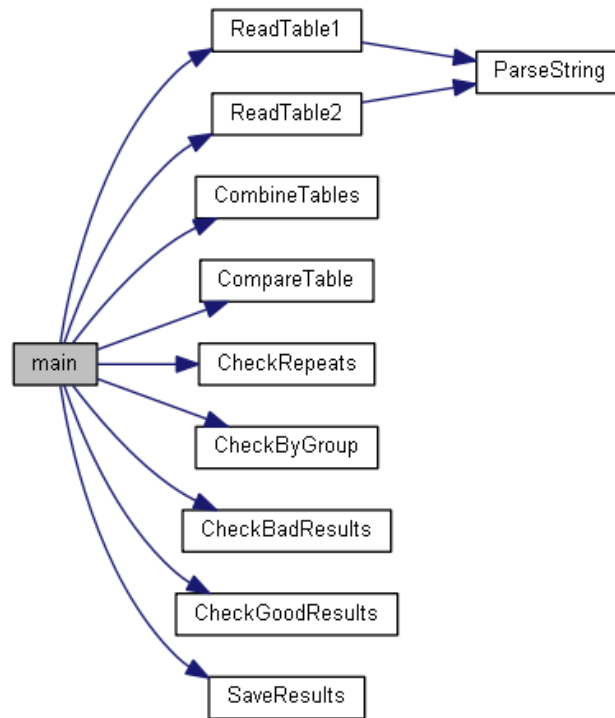 ReadTable1
ParseString
ReadTable2
CombineTables
CompareTable
main
CheckRepeats
CheckByGroup
CheckBadResults
CheckGoodResults
SaveResults